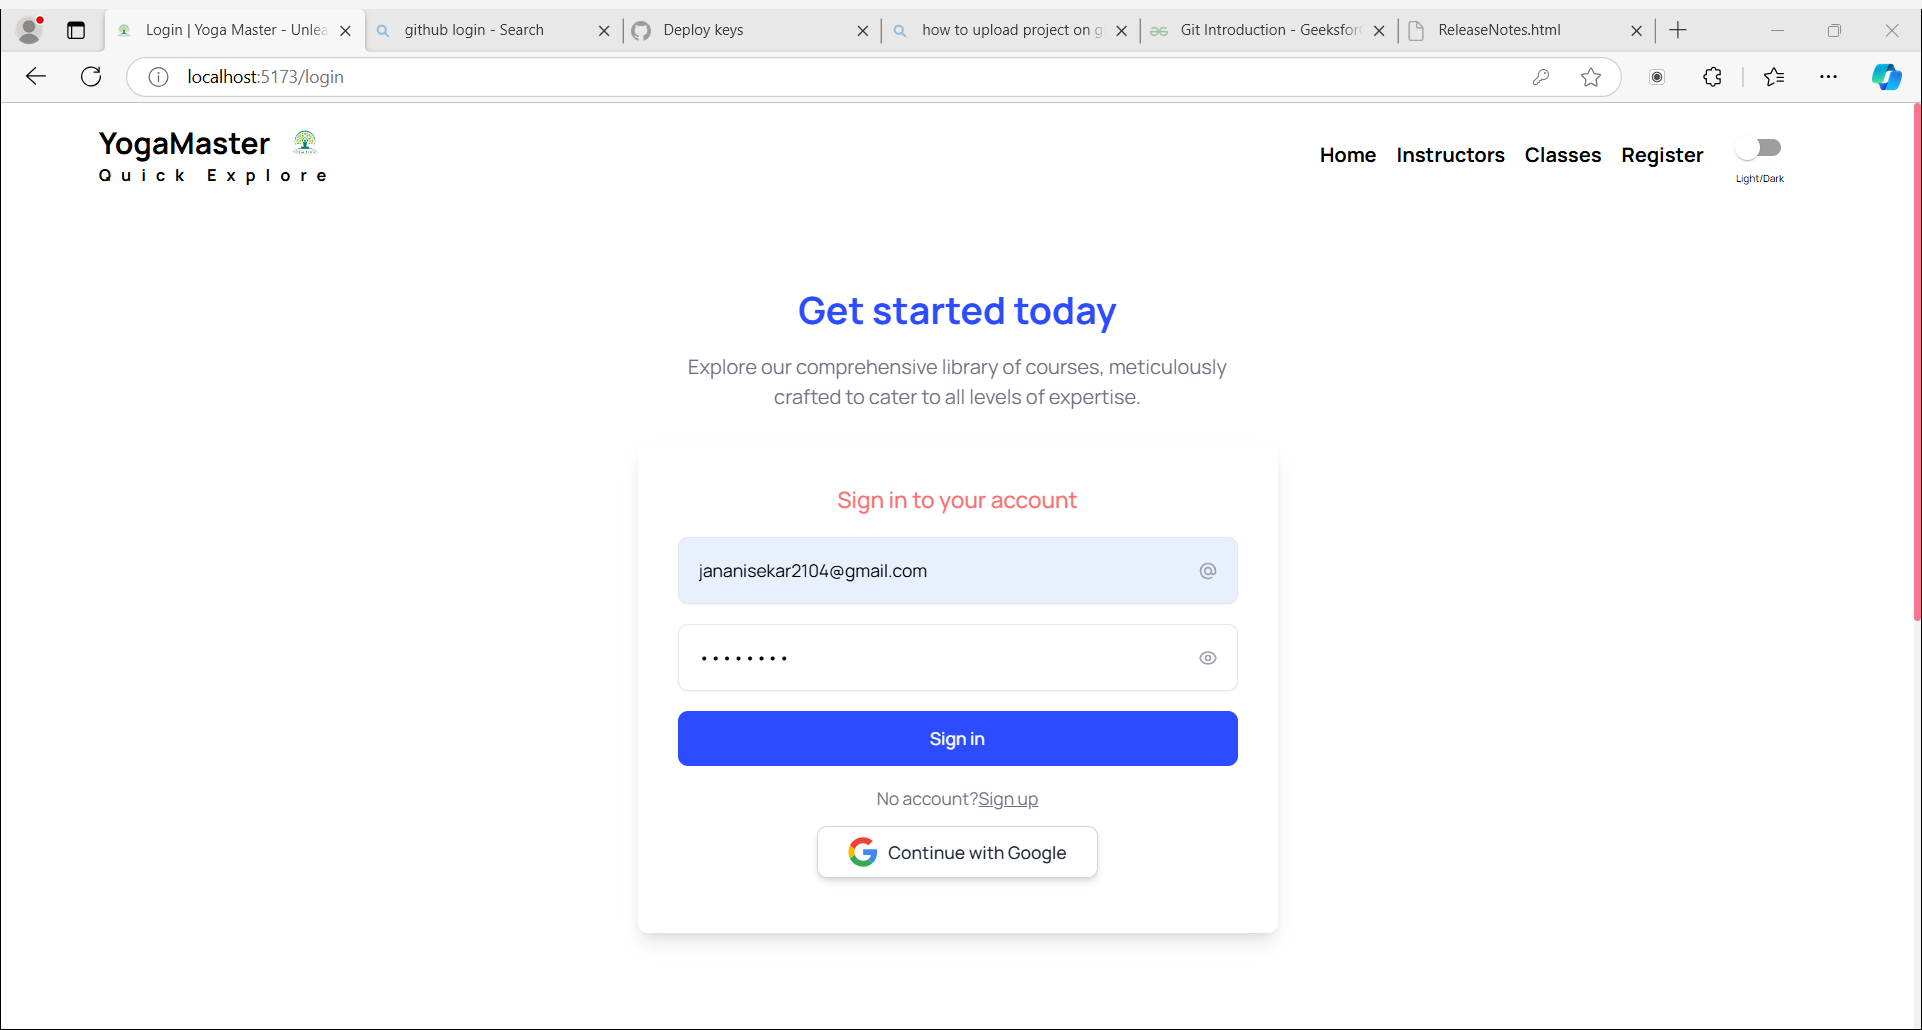 Login | Yoga Master - Unlea
github login - Search
Deploy keys
how to upload project on g
Git Introduction - Geeksfor
ReleaseNotes.html
localhost:5173/login
YogaMaster
Quick Explore
Home
Instructors
Classes
Register
Light/Dark
Get started today
Explore our comprehensive library of courses, meticulously
crafted to cater to all levels of expertise.
Sign in to your account
jananisekar2104@gmail.com
Sign in
No account?Sign up
Continue with Google